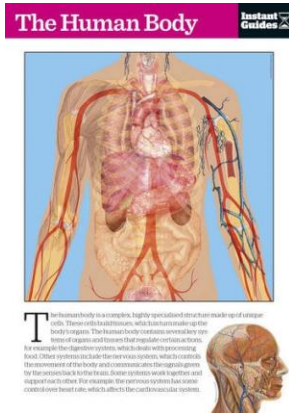 The Human Body
Instant
Guides
The human body is a complex, highly specialised structure made up of unique
cells. These cells build tissues, which in turn make up the
body's organs. The human body contains several key sys-
tems of organs and tissues that regulate certain actions,
for example the digestive system, which deals with processing
food. Other systems include the nervous system, which controls
the movement of the body and communicates the signals given
by the senses back to the brain. Some systems work together and
support each other. For example, the nervous system has some
control over heart rate, which affects the cardiovascular system.